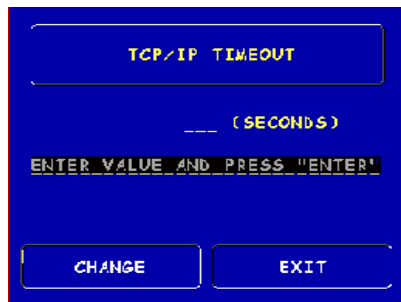 TCP/IP TIMEOUT
___ (SECONDS)
ENTER VALUE AND PRESS "ENTER"
CHANGE
EXIT